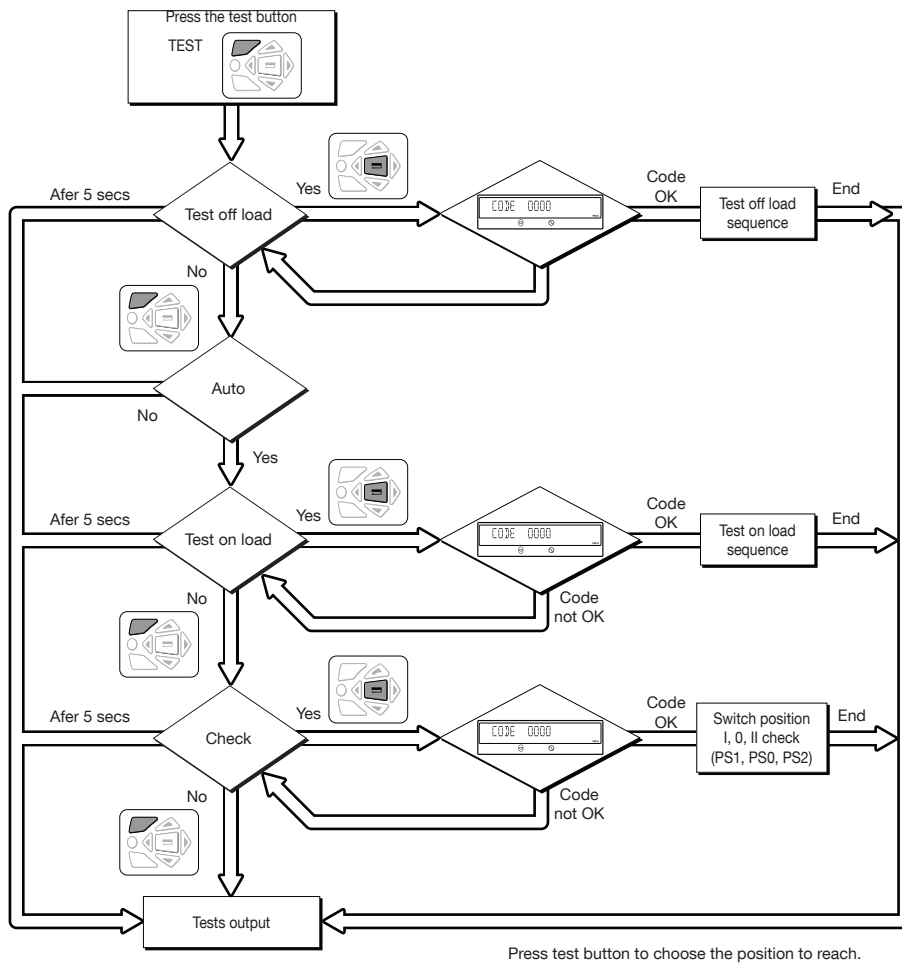 Press the test button
TEST
Afer 5 secs
Test off load
Yes
CODE 0000
Code
OK
Test off load
sequence
End
No
Auto
No
Yes
Afer 5 secs
Test on load
Yes
CODE 0000
Code
OK
Test on load
sequence
End
No
Code
not OK
Afer 5 secs
Check
Yes
CODE 0000
Code
OK
Switch position
I, 0, II check
(PS1, PS0, PS2)
End
No
Code
not OK
Tests output
Press test button to choose the position to reach.